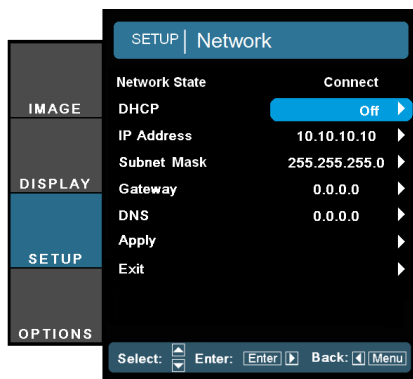 SETUP | Network
Network State Connect
DHCP Off
IP Address 10.10.10.10
Subnet Mask 255.255.255.0
Gateway 0.0.0.0
DNS 0.0.0.0
Apply
Exit
IMAGE
DISPLAY
SETUP
OPTIONS
Select: Enter: Enter Back: Menu